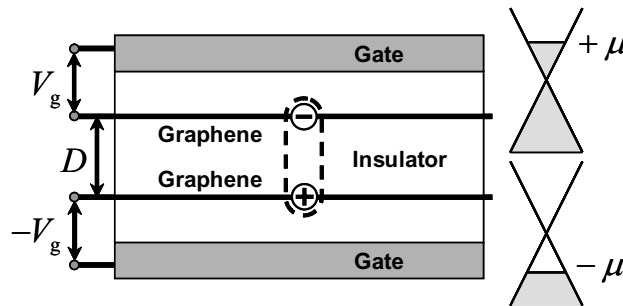 Gate
+ μ
V_g
−
Graphene
D
Insulator
Graphene
+
−V_g
− μ
Gate